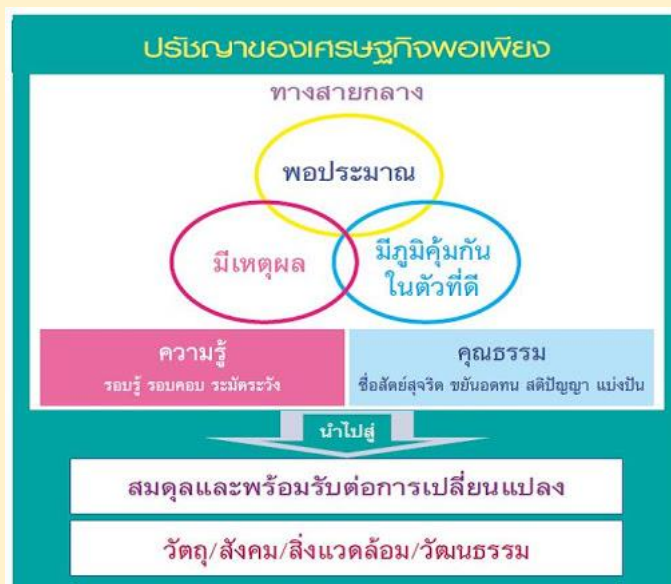 ปรัชญาของเศรษฐกิจพอเพียง
ทางสายกลาง
พอประมาณ
มีเหตุผล
มีภูมิคุ้มกัน
ในตัวที่ดี
ความรู้
รอบรู้ รอบคอบ ระมัดระวัง
คุณธรรม
ซื่อสัตย์สุจริต ขยันอดทน สติปัญญา แบ่งปัน
นำไปสู่
สมดุลและพร้อมรับต่อการเปลี่ยนแปลง
วัตถุ/สังคม/สิ่งแวดล้อม/วัฒนธรรม